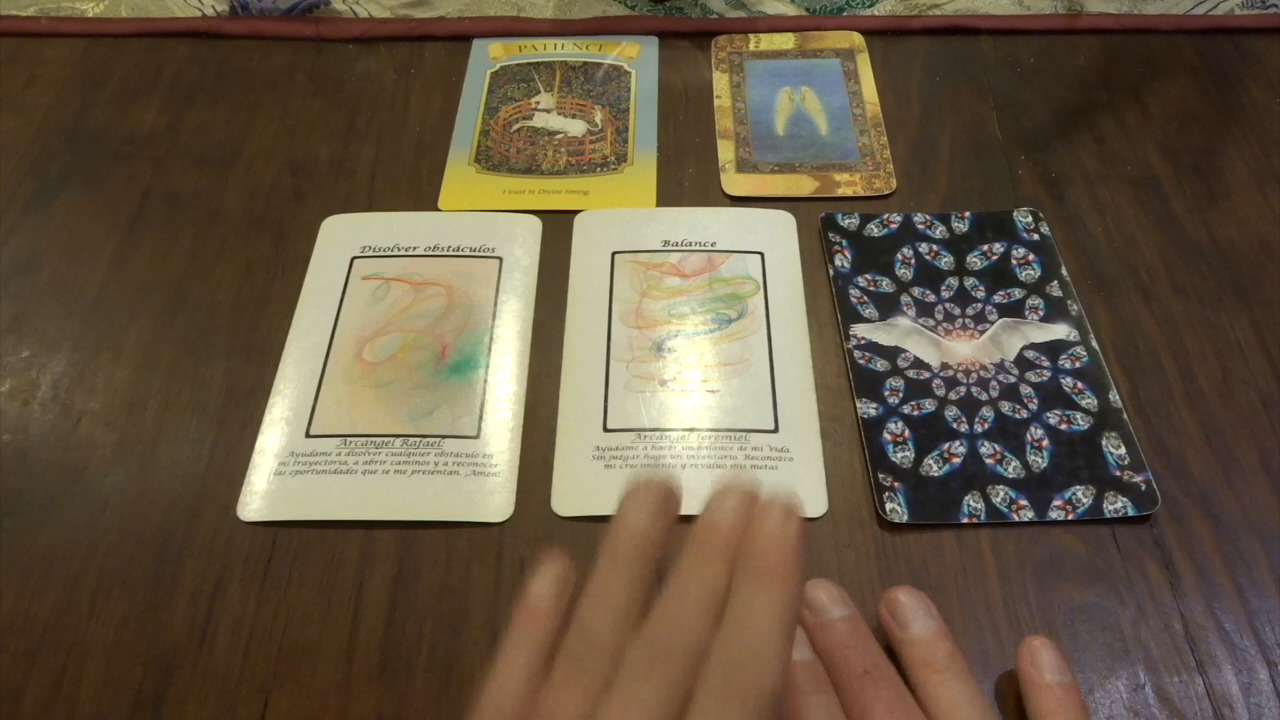 PATIENCE
I trust in Divine timing.
Disolver obstáculos
Arcángel Rafael:
Ayúdame a disolver cualquier obstáculo en
mi trayectoria, a abrir caminos y a reconocer
las oportunidades que se me presentan. ¡Amén!
Balance
Arcángel Jeremiel:
Ayúdame a hacer un balance de mi Vida.
Sin juzgar hago un inventario. Reconozco
mi crecimiento y revalúo mis metas